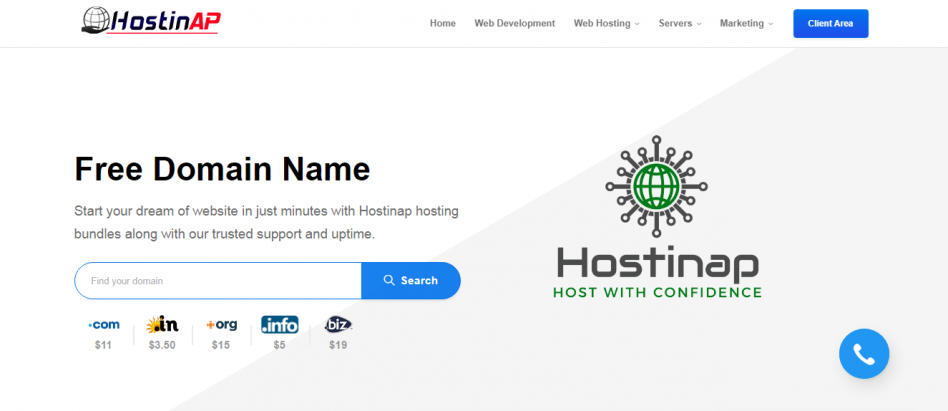 HostinAP
Home Web Development Web Hosting Servers Marketing Client Area
Free Domain Name
Start your dream of website in just minutes with Hostinap hosting
bundles along with our trusted support and uptime.
Find your domain Search
.com .in .org .info .biz
$11 $3.50 $15 $5 $19
Hostinap
HOST WITH CONFIDENCE